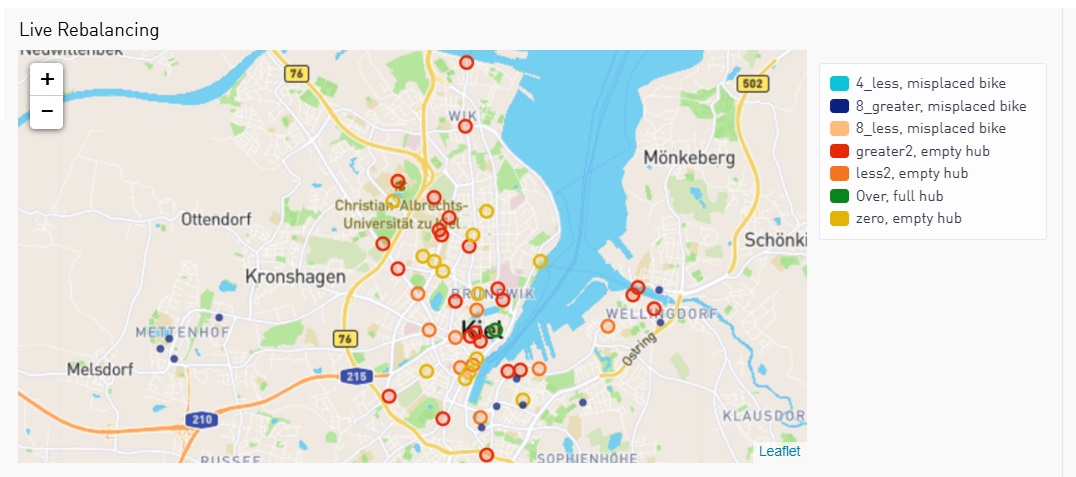 Live Rebalancing
Neuwittenbek
+
−
76
502
WIK
Mönkeberg
Christian-Albrechts-
Universität zu Kiel
Ottendorf
Schönki
Kronshagen
BRUNSWIK
WELLINGDORF
METTENHOF
76
Kiel
Ostring
Melsdorf
215
210
KLAUSDOR
RUSSEE
SOPHIENHÖHE
Leaflet
4_less, misplaced bike
8_greater, misplaced bike
8_less, misplaced bike
greater2, empty hub
less2, empty hub
Over, full hub
zero, empty hub